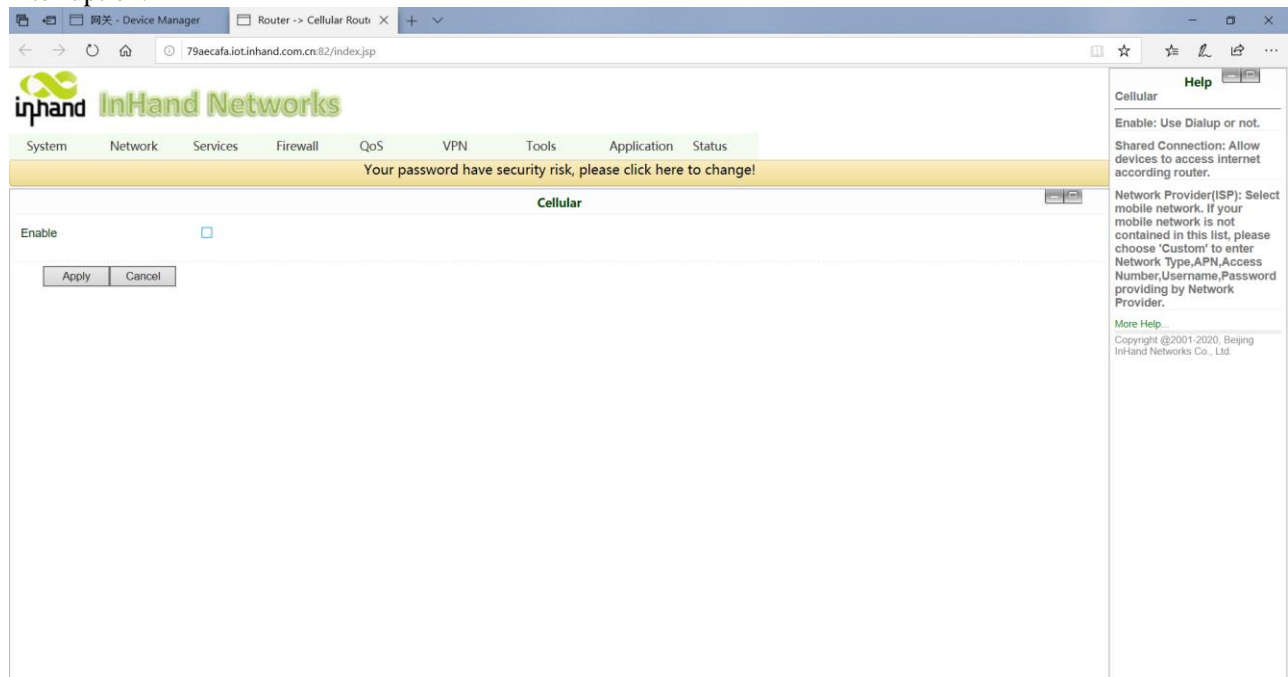 网关 - Device Manager
Router -> Cellular Route
79aecafa.iot.inhand.com.cn:82/index.jsp
inhand InHand Networks
System Network Services Firewall QoS VPN Tools Application Status
Your password have security risk, please click here to change!
Cellular
Enable
Apply Cancel
Help
Cellular
Enable: Use Dialup or not.
Shared Connection: Allow
devices to access internet
according router.
Network Provider(ISP): Select
mobile network. If your
mobile network is not
contained in this list, please
choose 'Custom' to enter
Network Type,APN,Access
Number,Username,Password
providing by Network
Provider.
More Help...
Copyright @2001-2020, Beijing
InHand Networks Co., Ltd.